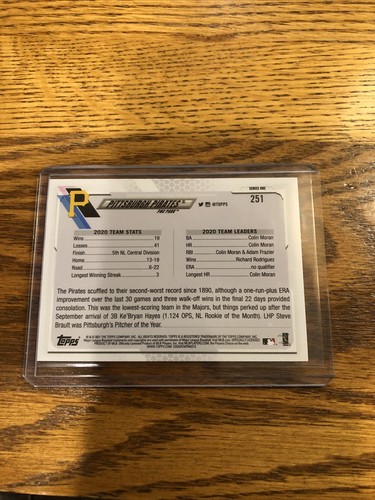 P
PITTSBURGH PIRATES
PNC PARK™
@TOPPS
SERIES ONE
251
2020 TEAM STATS
Wins 19
Losses 41
Finish 5th NL Central Division
Home 13-19
Road 6-22
Longest Winning Streak 3
2020 TEAM LEADERS
BA Colin Moran
HR Colin Moran
RBI Colin Moran & Adam Frazier
Wins Richard Rodriguez
ERA no qualifier
Longest HR Colin Moran
The Pirates scuffled to their second-worst record since 1890, although a one-run-plus ERA
improvement over the last 30 games and three walk-off wins in the final 22 days provided
consolation. This was the lowest-scoring team in the Majors, but things perked up after the
September arrival of 3B Ke'Bryan Hayes (1.124 OPS, NL Rookie of the Month). LHP Steve
Brault was Pittsburgh's Pitcher of the Year.
Topps